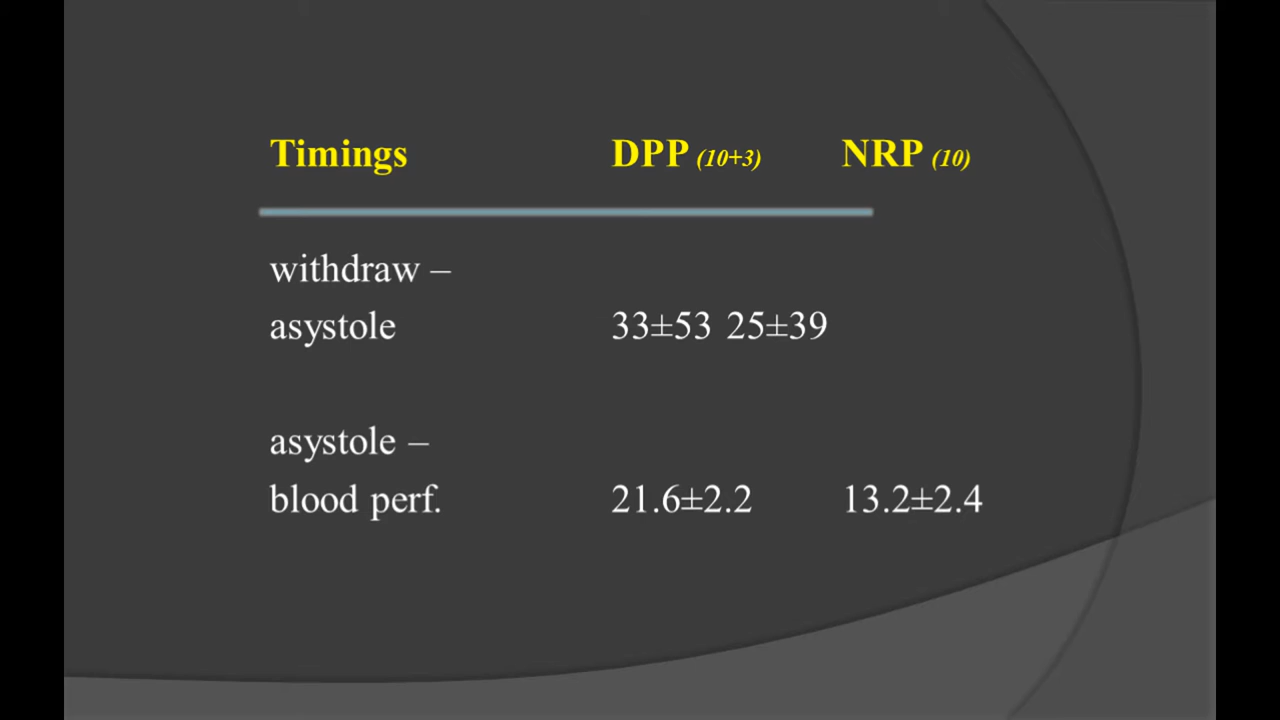 Timings DPP (10+3) NRP (10)
withdraw –
asystole 33±53 25±39
asystole –
blood perf. 21.6±2.2 13.2±2.4